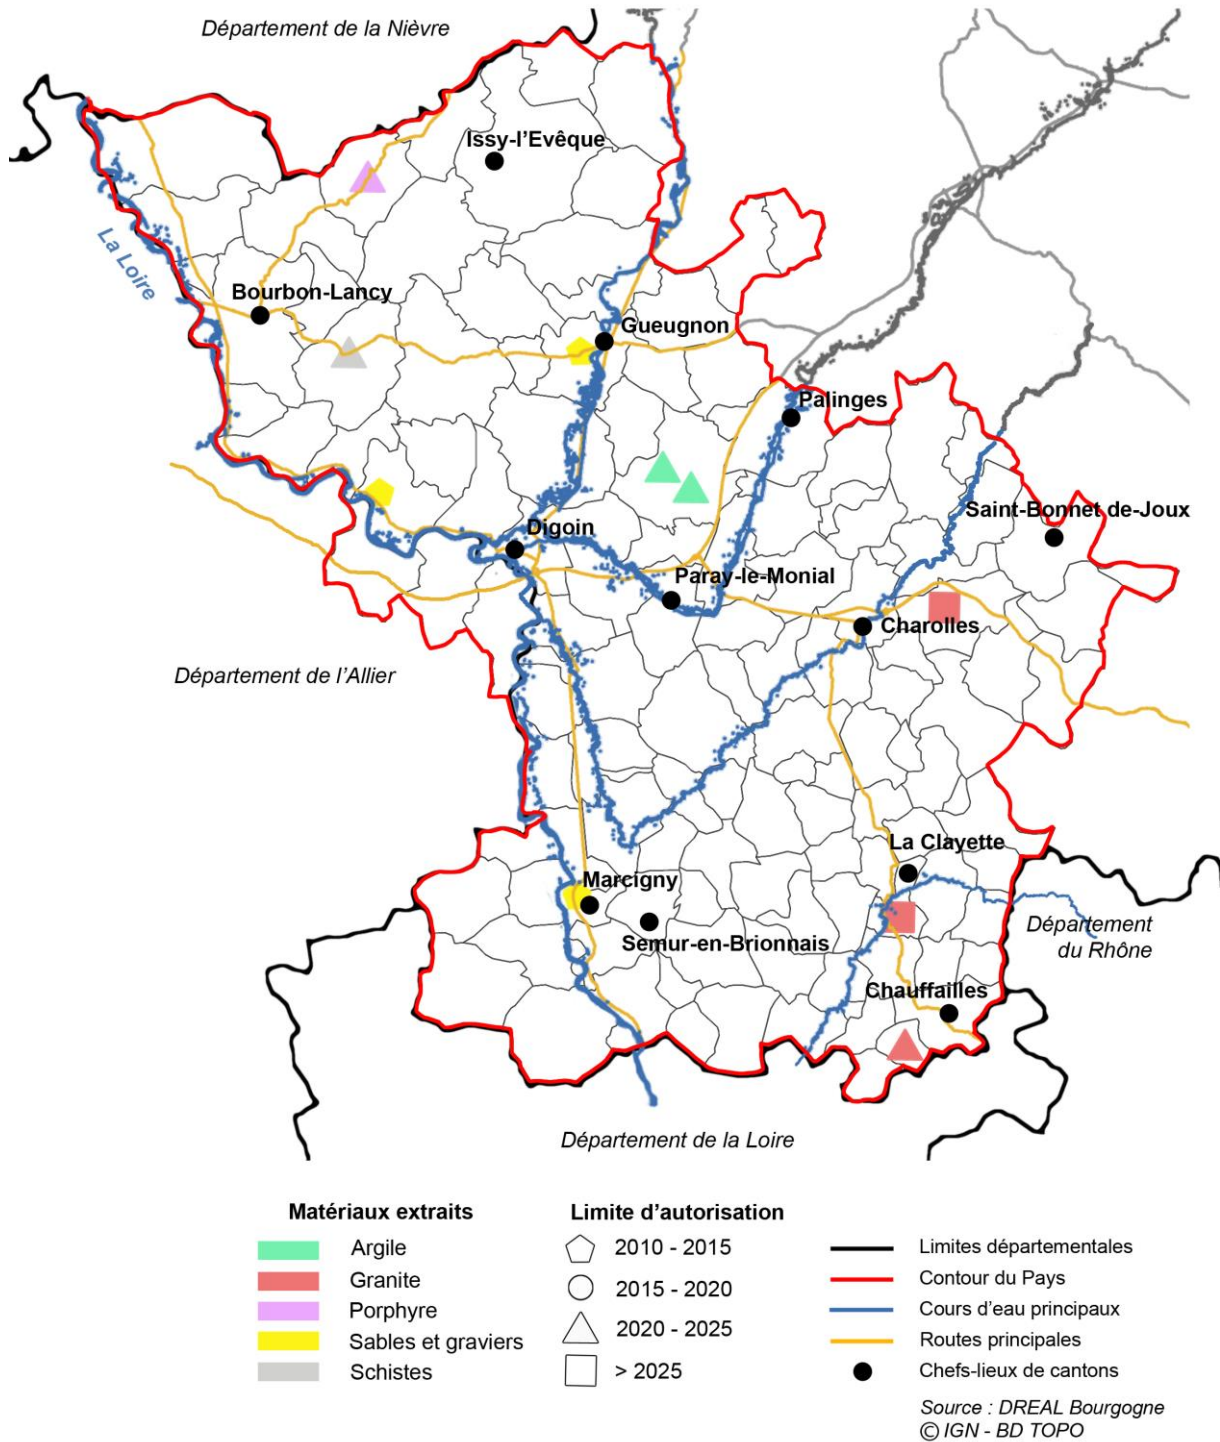 Département de la Nièvre
Issy-l'Evêque
La Loire
Bourbon-Lancy
Gueugnon
Palinges
Saint-Bonnet-de-Joux
Digoin
Paray-le-Monial
Charolles
Département de l'Allier
La Clayette
Marcigny
Département
du Rhône
Semur-en-Brionnais
Chauffailles
Département de la Loire
Matériaux extraits
Argile
Granite
Porphyre
Sables et graviers
Schistes
Limite d'autorisation
2010 - 2015
2015 - 2020
2020 - 2025
> 2025
Limites départementales
Contour du Pays
Cours d'eau principaux
Routes principales
Chefs-lieux de cantons
Source : DREAL Bourgogne
© IGN - BD TOPO